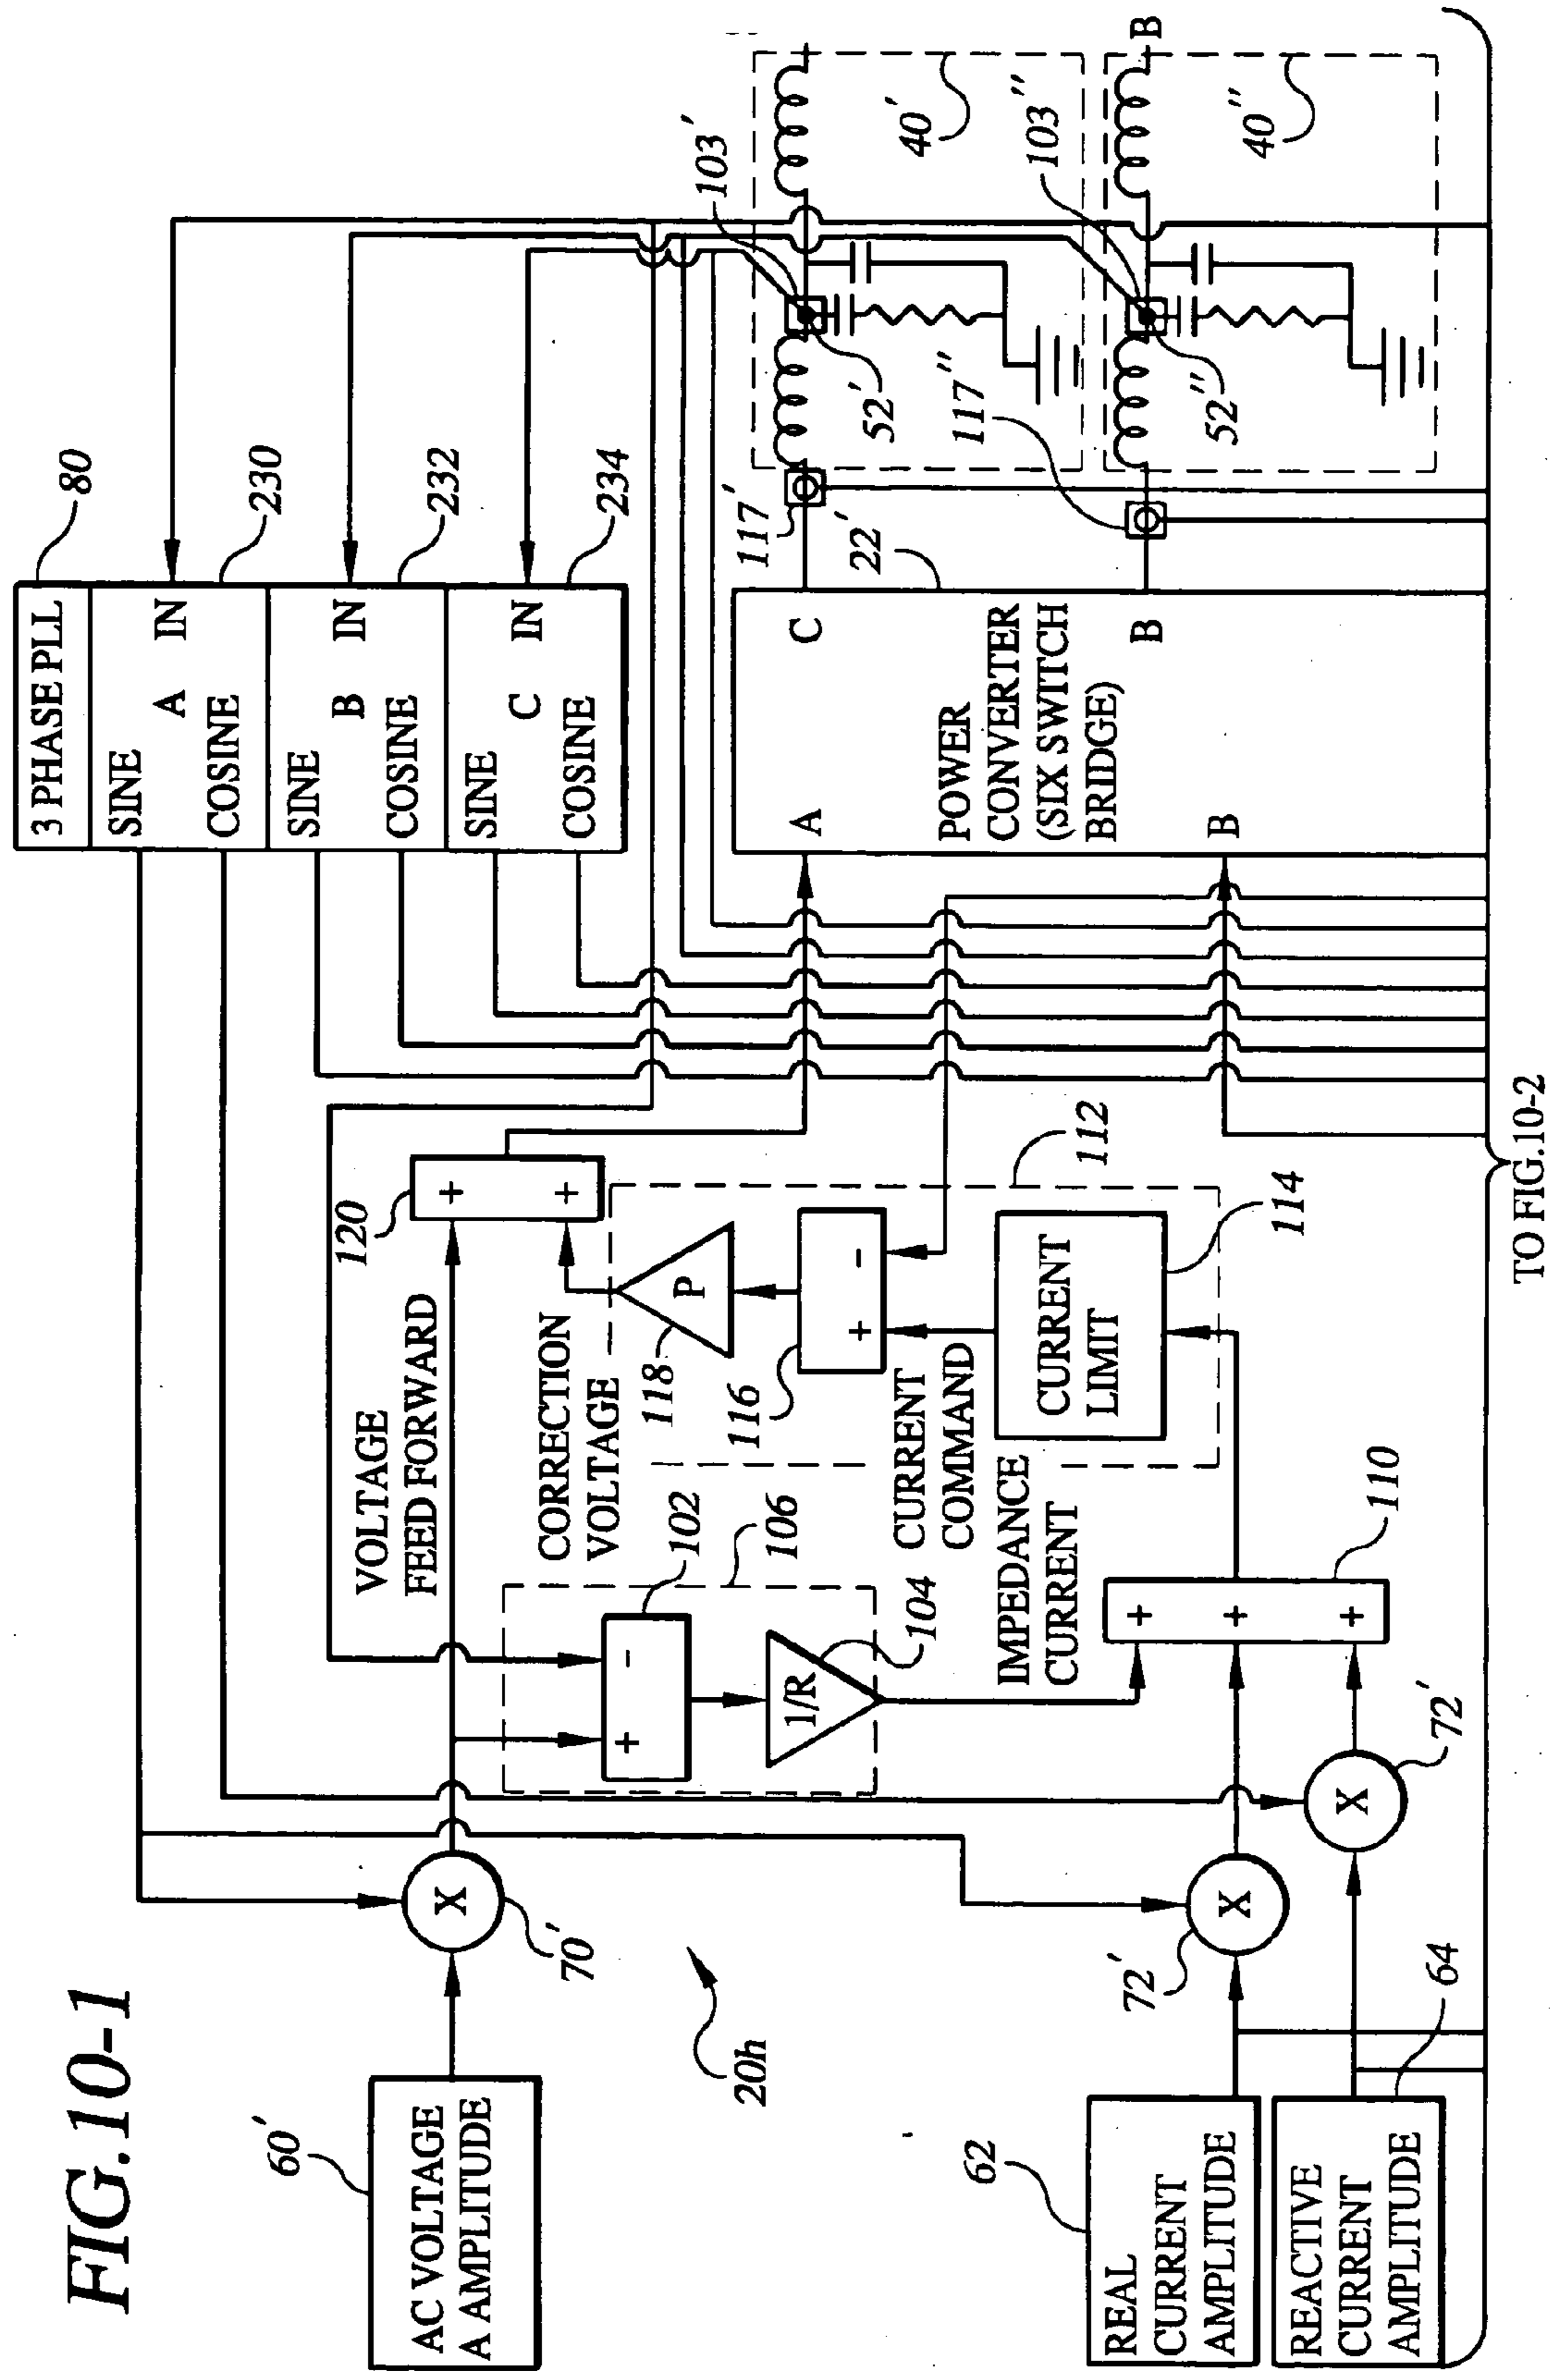 FIG.10-1
3 PHASE PLL
80
SINE
A IN
COSINE
230
SINE
B IN
COSINE
232
SINE
C IN
COSINE
234
60'
AC VOLTAGE
A AMPLITUDE
X
70'
VOLTAGE
FEED FORWARD
120
+
+
CORRECTION
VOLTAGE
20h
102
+
-
106
1/R
104
118
P
116
+
-
112
CURRENT
COMMAND
CURRENT
LIMIT
114
IMPEDANCE
CURRENT
110
+
+
+
62
REAL
CURRENT
AMPLITUDE
72'
X
REACTIVE
CURRENT
AMPLITUDE
64
X
72'
A
C
POWER
CONVERTER
(SIX SWITCH
BRIDGE)
B
B
22'
117'
103'
52'
40'
117"
103"
52"
40"
B
TO FIG.10-2